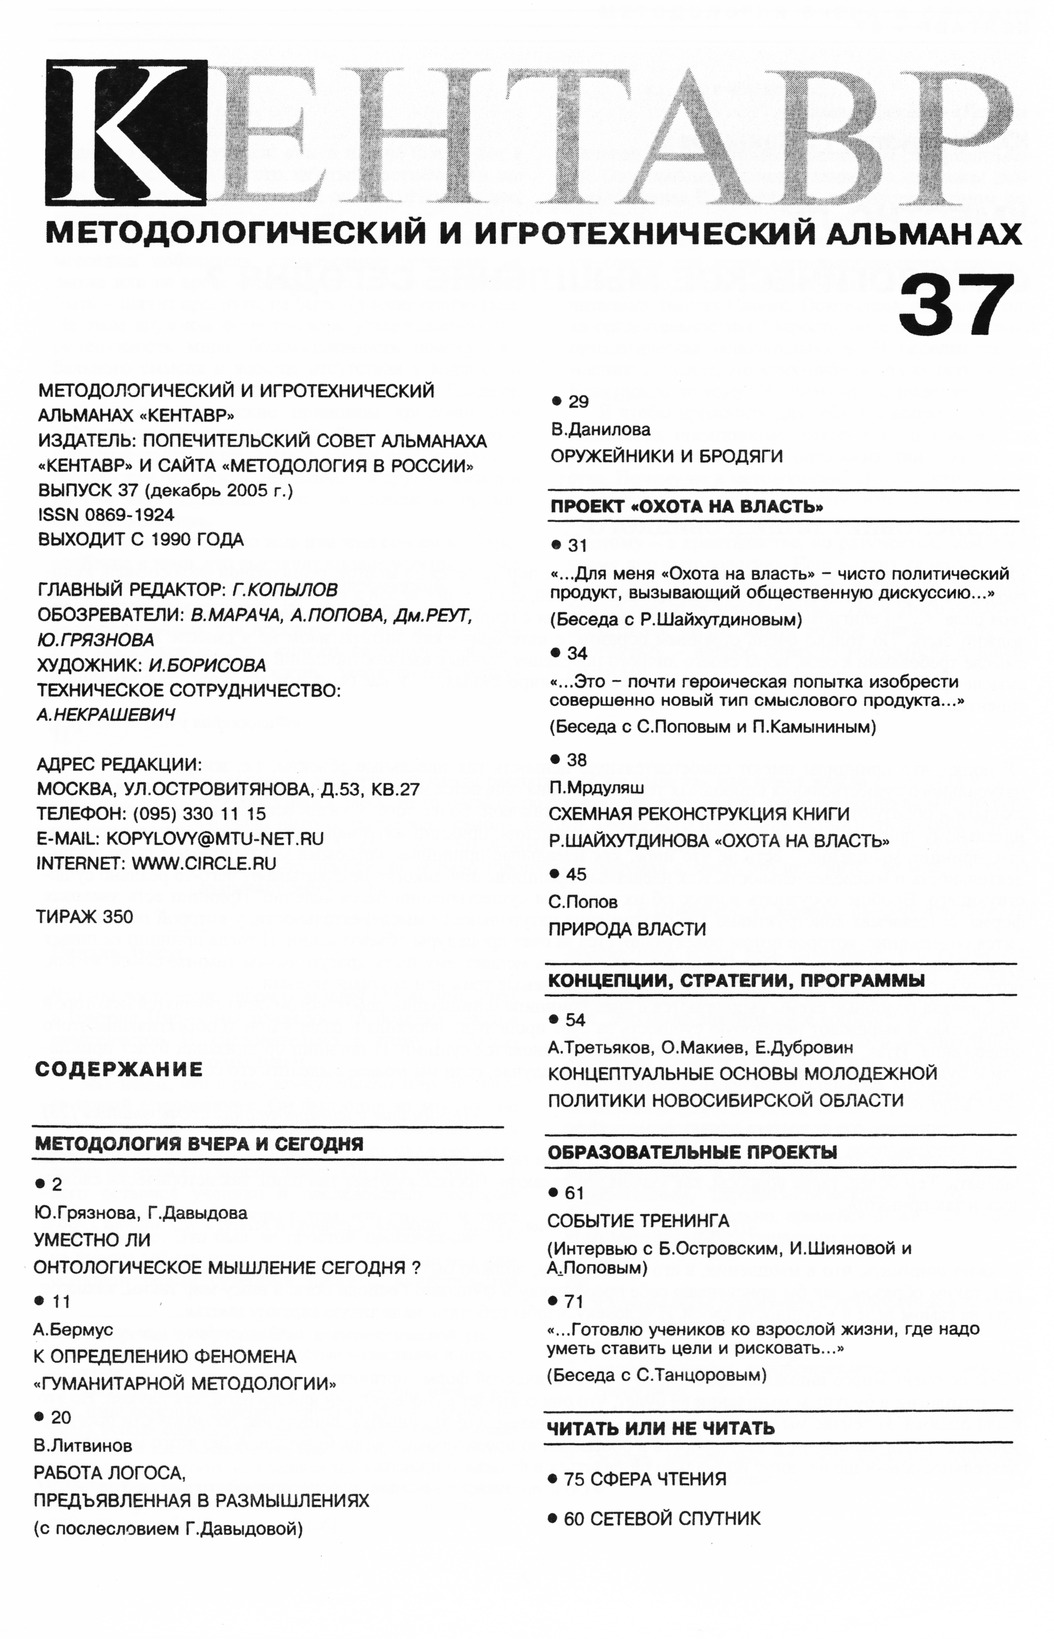 КЕНТАВР
МЕТОДОЛОГИЧЕСКИЙ И ИГРОТЕХНИЧЕСКИЙ АЛЬМАНАХ
37
МЕТОДОЛОГИЧЕСКИЙ И ИГРОТЕХНИЧЕСКИЙ
АЛЬМАНАХ «КЕНТАВР»
ИЗДАТЕЛЬ: ПОПЕЧИТЕЛЬСКИЙ СОВЕТ АЛЬМАНАХА
«КЕНТАВР» И САЙТА «МЕТОДОЛОГИЯ В РОССИИ»
ВЫПУСК 37 (декабрь 2005 г.)
ISSN 0869-1924
ВЫХОДИТ С 1990 ГОДА
ГЛАВНЫЙ РЕДАКТОР: Г.КОПЫЛОВ
ОБОЗРЕВАТЕЛИ: В.МАРАЧА, А.ПОПОВА, Дм.РЕУТ,
Ю.ГРЯЗНОВА
ХУДОЖНИК: И.БОРИСОВА
ТЕХНИЧЕСКОЕ СОТРУДНИЧЕСТВО:
А.НЕКРАШЕВИЧ
АДРЕС РЕДАКЦИИ:
МОСКВА, УЛ.ОСТРОВИТЯНОВА, Д.53, КВ.27
ТЕЛЕФОН: (095) 330 11 15
E-MAIL: KOPYLOVY@MTU-NET.RU
INTERNET: WWW.CIRCLE.RU
ТИРАЖ 350
СОДЕРЖАНИЕ
МЕТОДОЛОГИЯ ВЧЕРА И СЕГОДНЯ
• 2
Ю.Грязнова, Г.Давыдова
УМЕСТНО ЛИ
ОНТОЛОГИЧЕСКОЕ МЫШЛЕНИЕ СЕГОДНЯ ?
• 11
А.Бермус
К ОПРЕДЕЛЕНИЮ ФЕНОМЕНА
«ГУМАНИТАРНОЙ МЕТОДОЛОГИИ»
• 20
В.Литвинов
РАБОТА ЛОГОСА,
ПРЕДЪЯВЛЕННАЯ В РАЗМЫШЛЕНИЯХ
(с послесловием Г.Давыдовой)
• 29
В.Данилова
ОРУЖЕЙНИКИ И БРОДЯГИ
ПРОЕКТ «ОХОТА НА ВЛАСТЬ»
• 31
«...Для меня «Охота на власть» – чисто политический
продукт, вызывающий общественную дискуссию...»
(Беседа с Р.Шайхутдиновым)
• 34
«...Это – почти героическая попытка изобрести
совершенно новый тип смыслового продукта...»
(Беседа с С.Поповым и П.Камыниным)
• 38
П.Мрдуляш
СХЕМНАЯ РЕКОНСТРУКЦИЯ КНИГИ
Р.ШАЙХУТДИНОВА «ОХОТА НА ВЛАСТЬ»
• 45
С.Попов
ПРИРОДА ВЛАСТИ
КОНЦЕПЦИИ, СТРАТЕГИИ, ПРОГРАММЫ
• 54
А.Третьяков, О.Макиев, Е.Дубровин
КОНЦЕПТУАЛЬНЫЕ ОСНОВЫ МОЛОДЕЖНОЙ
ПОЛИТИКИ НОВОСИБИРСКОЙ ОБЛАСТИ
ОБРАЗОВАТЕЛЬНЫЕ ПРОЕКТЫ
• 61
СОБЫТИЕ ТРЕНИНГА
(Интервью с Б.Островским, И.Шияновой и
А.Поповым)
• 71
«...Готовлю учеников ко взрослой жизни, где надо
уметь ставить цели и рисковать...»
(Беседа с С.Танцоровым)
ЧИТАТЬ ИЛИ НЕ ЧИТАТЬ
• 75 СФЕРА ЧТЕНИЯ
• 60 СЕТЕВОЙ СПУТНИК